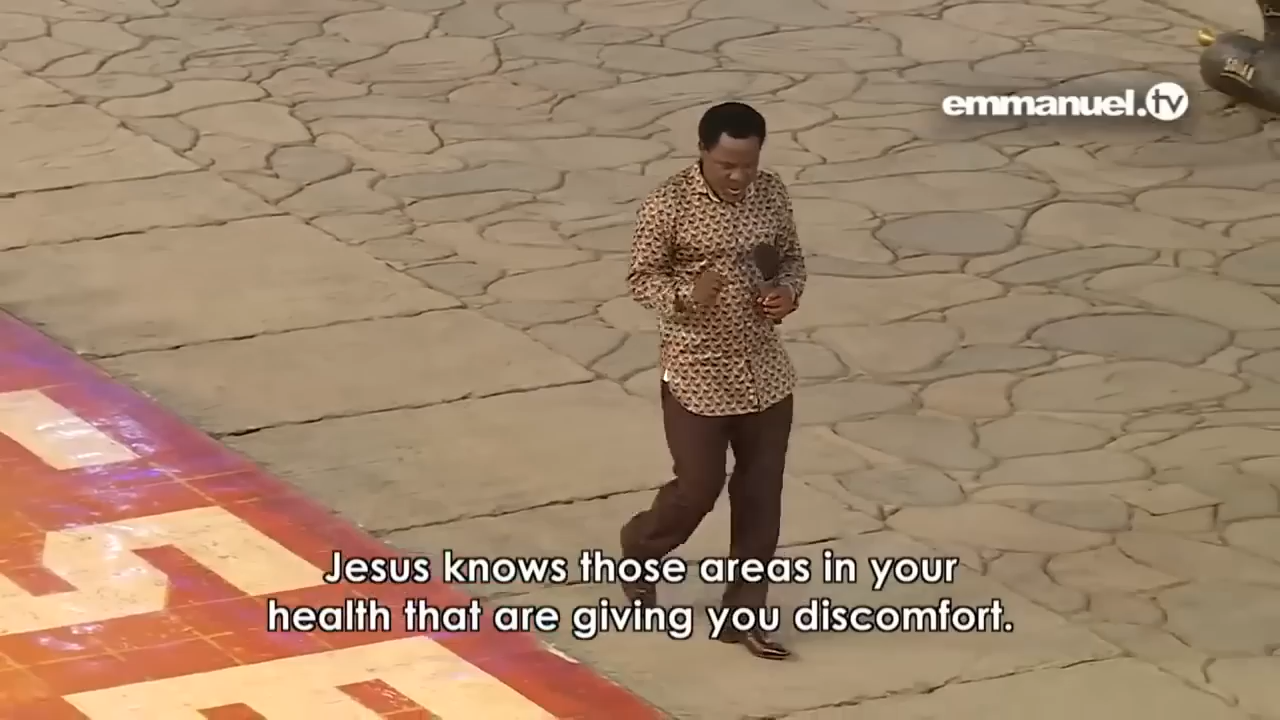 emmanuel.tv
Jesus knows those areas in your
health that are giving you discomfort.